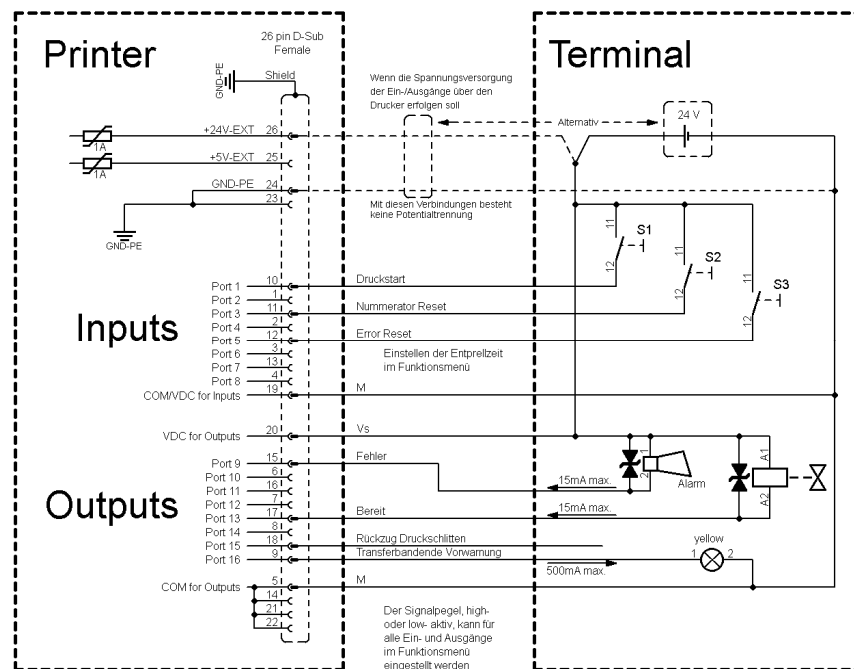 Printer
26 pin D-Sub
Female
Terminal
Shield
GND-PE
Wenn die Spannungsversorgung
der Ein-/Ausgänge über den
Drucker erfolgen soll
Alternativ
24 V
+24V-EXT 26
1A
+5V-EXT 25
1A
GND-PE 24
23
GND-PE
Mit diesen Verbindungen besteht
keine Potentialtrennung
11 S1
12
11 S2
12
11 S3
12
Inputs
Port 1 10 Druckstart
Port 2 1
Port 3 11 Nummerator Reset
Port 4 2
Port 5 12 Error Reset
Port 6 3
Port 7 13
Port 8 4
Einstellen der Entprellzeit
im Funktionsmenü
COM/VDC for Inputs 19 M
VDC for Outputs 20 Vs
Outputs
Port 9 15 Fehler
Port 10 6
Port 11 16
Port 12 7
Port 13 17 Bereit
Port 14 8
Port 15 18 Rückzug Druckschlitten
Port 16 9 Transferbandende Vorwarnung
15mA max.
1
2
Alarm
A1
A2
15mA max.
yellow
1 2
500mA max.
COM for Outputs 5 M
14
21
22
Der Signalpegel, high-
oder low- aktiv, kann für
alle Ein- und Ausgänge
im Funktionsmenü
eingestellt werden